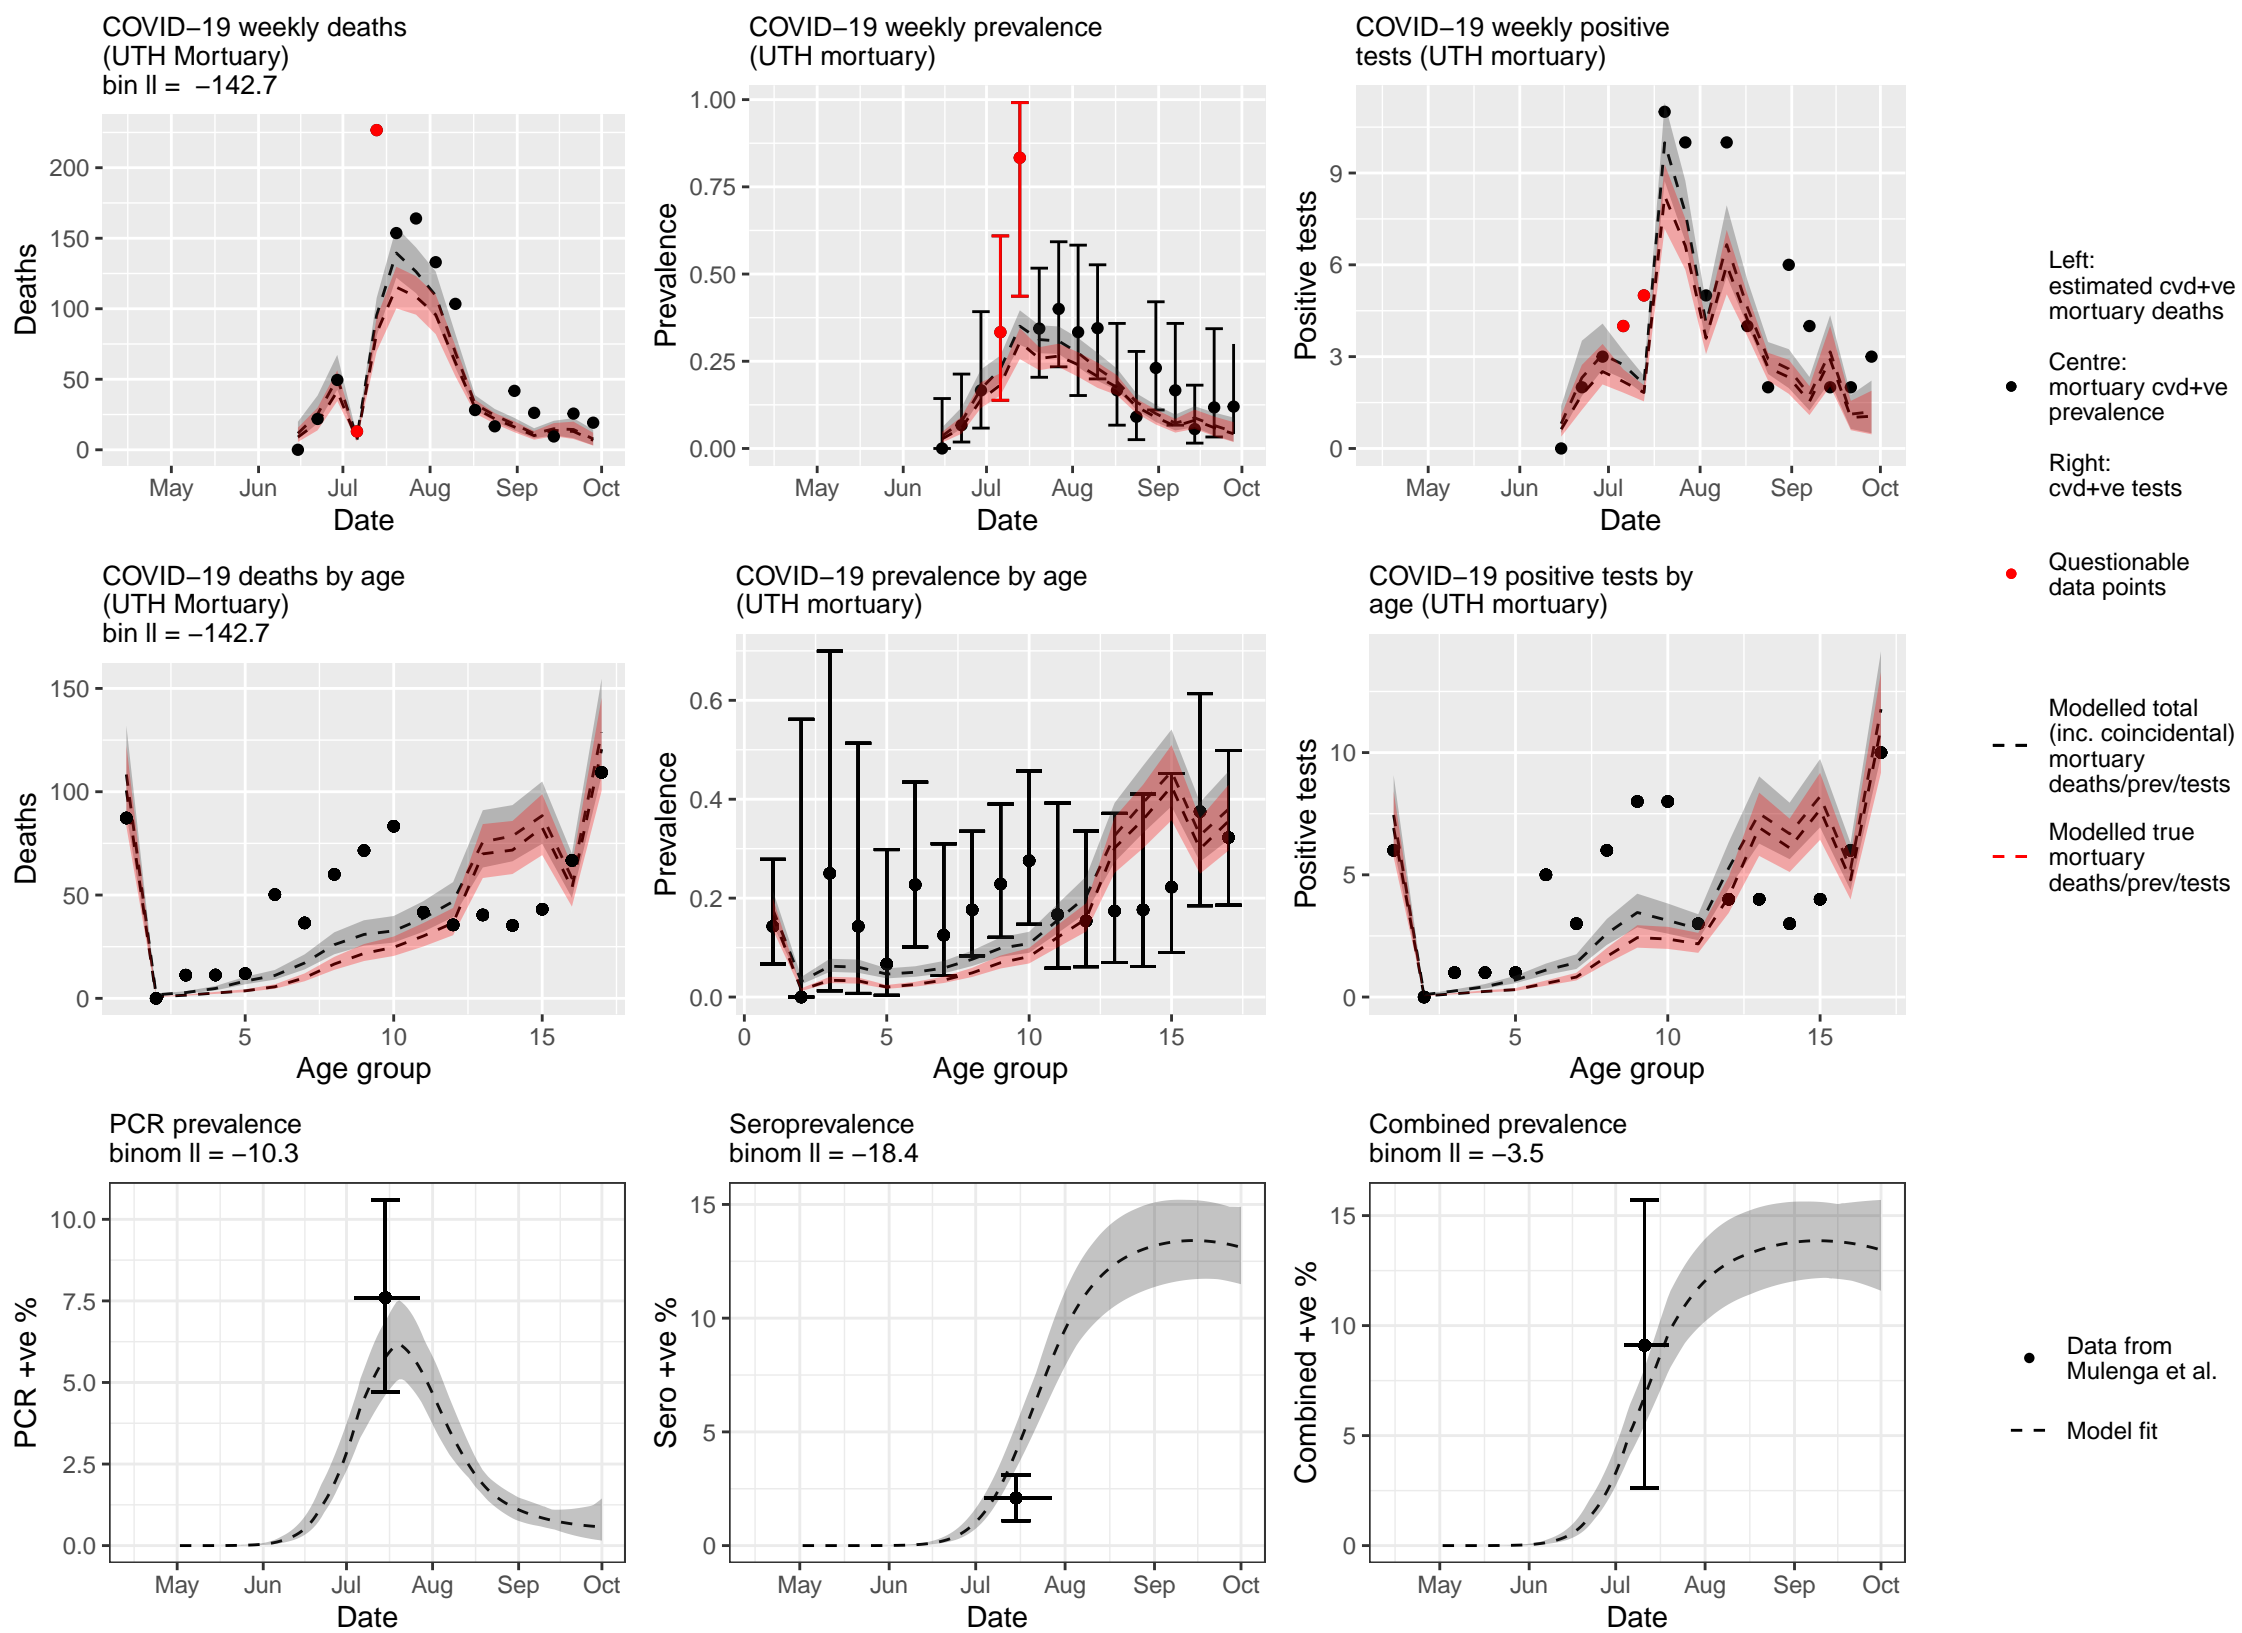 COVID−19 weekly deaths
(UTH Mortuary)
bin ll =  −142.7
200
150
100
50
0
Deaths
May
Jun
Jul
Aug
Sep
Oct
Date
COVID−19 weekly prevalence
(UTH mortuary)
1.00
0.75
0.50
0.25
0.00
Prevalence
May
Jun
Jul
Aug
Sep
Oct
Date
COVID−19 weekly positive
tests (UTH mortuary)
9
6
3
0
Positive tests
May
Jun
Jul
Aug
Sep
Oct
Date
Left:
estimated cvd+ve
mortuary deaths
Centre:
mortuary cvd+ve
prevalence
Right:
cvd+ve tests
Questionable
data points
Modelled total
(inc. coincidental)
mortuary
deaths/prev/tests
Modelled true
mortuary
deaths/prev/tests
COVID−19 deaths by age
(UTH Mortuary)
bin ll = −142.7
150
100
50
0
Deaths
5
10
15
Age group
COVID−19 prevalence by age
(UTH mortuary)
0.6
0.4
0.2
0.0
Prevalence
0
5
10
15
Age group
COVID−19 positive tests by
age (UTH mortuary)
10
5
0
Positive tests
5
10
15
Age group
PCR prevalence
binom ll = −10.3
10.0
7.5
5.0
2.5
0.0
PCR +ve %
May
Jun
Jul
Aug
Sep
Oct
Date
Seroprevalence
binom ll = −18.4
15
10
5
0
Sero +ve %
May
Jun
Jul
Aug
Sep
Oct
Date
Combined prevalence
binom ll = −3.5
15
10
5
0
Combined +ve %
May
Jun
Jul
Aug
Sep
Oct
Date
Data from
Mulenga et al.
Model fit